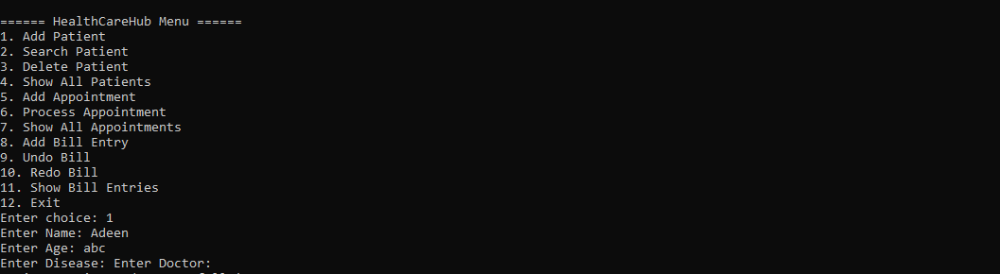 ====== HealthCareHub Menu ======
1. Add Patient
2. Search Patient
3. Delete Patient
4. Show All Patients
5. Add Appointment
6. Process Appointment
7. Show All Appointments
8. Add Bill Entry
9. Undo Bill
10. Redo Bill
11. Show Bill Entries
12. Exit
Enter choice: 1
Enter Name: Adeen
Enter Age: abc
Enter Disease: Enter Doctor: